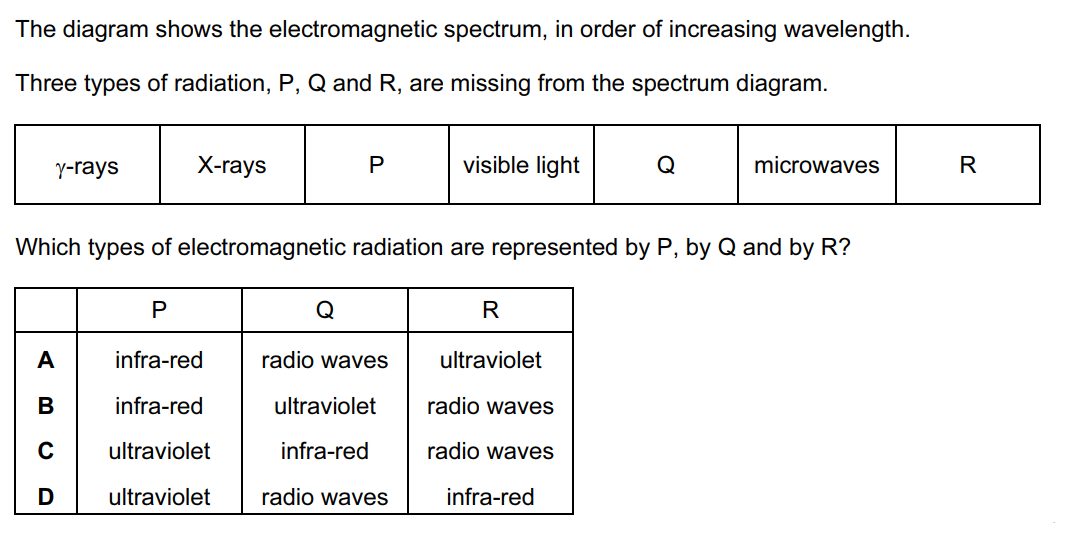 The diagram shows the electromagnetic spectrum, in order of increasing wavelength.
Three types of radiation, P, Q and R, are missing from the spectrum diagram.
γ-rays X-rays P visible light Q microwaves R
Which types of electromagnetic radiation are represented by P, by Q and by R?
P Q R
A infra-red radio waves ultraviolet
B infra-red ultraviolet radio waves
C ultraviolet infra-red radio waves
D ultraviolet radio waves infra-red